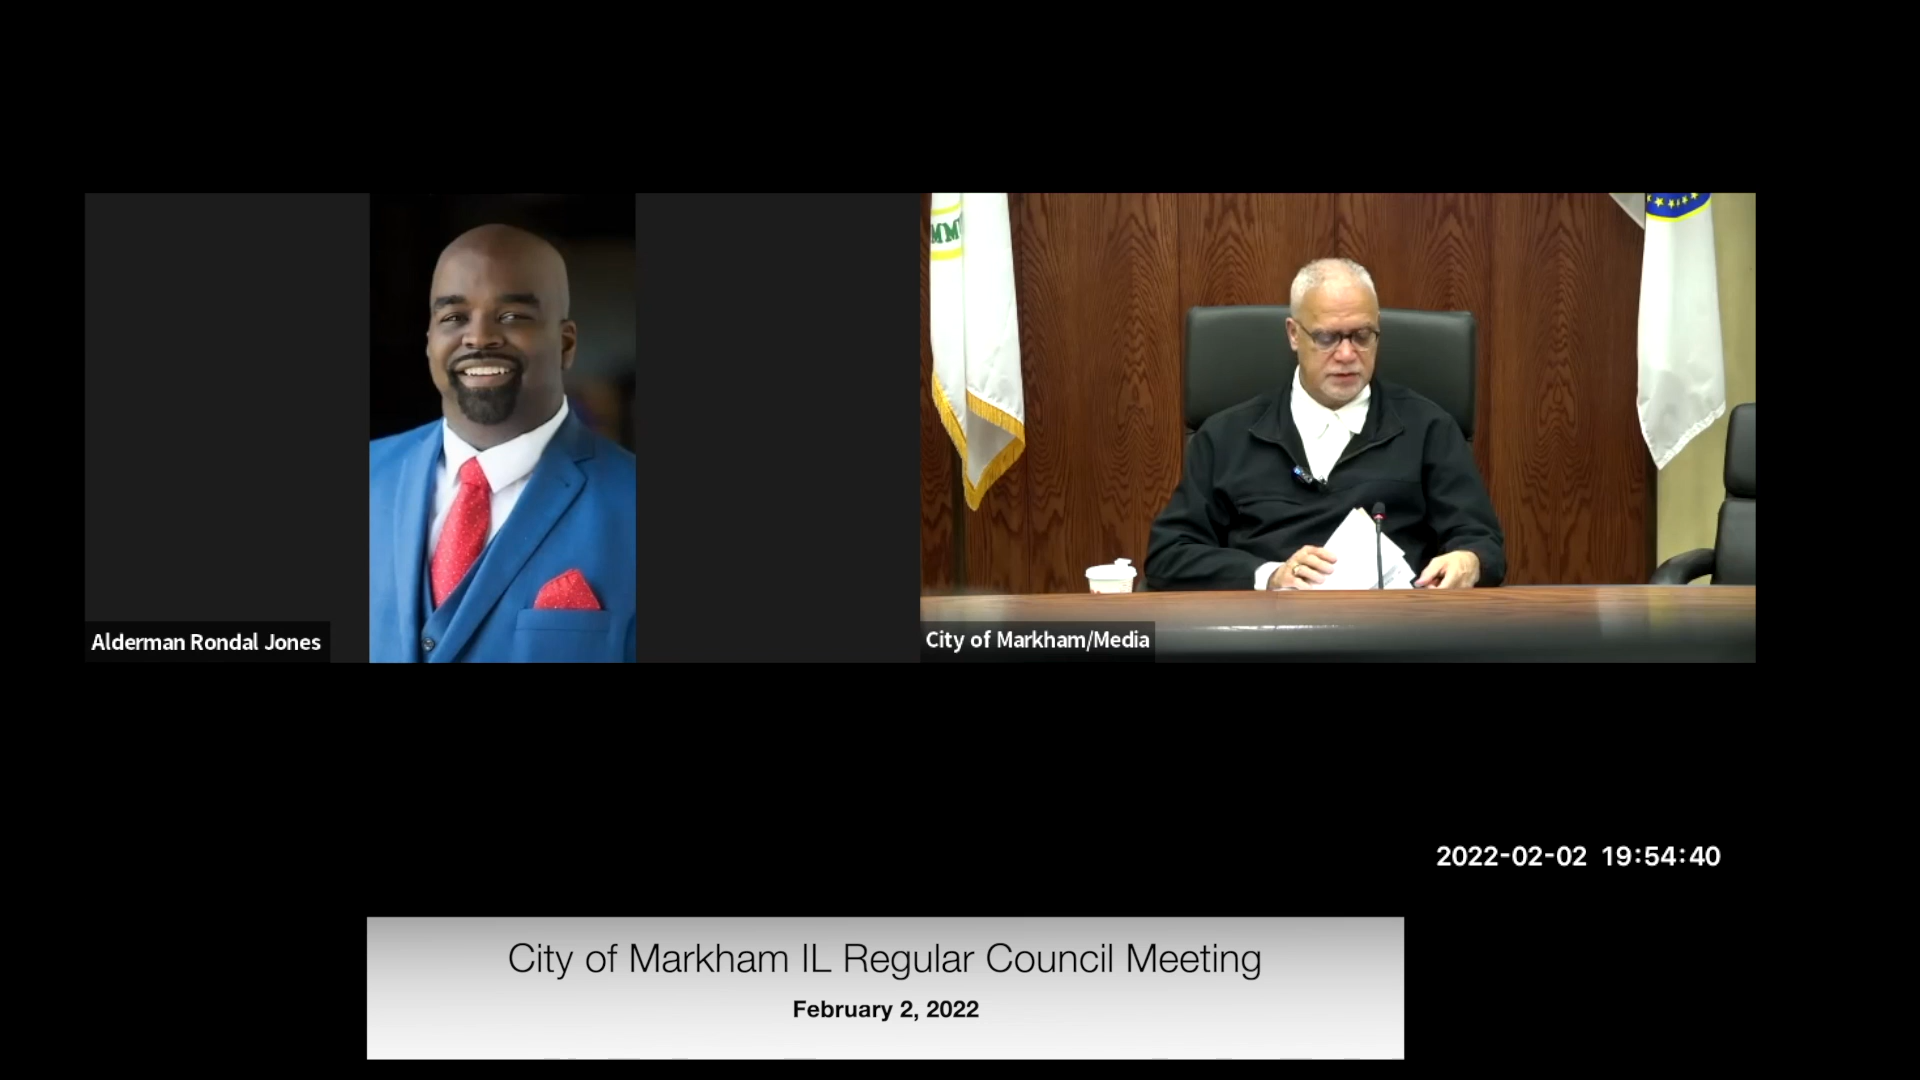 MM
Alderman Rondal Jones
City of Markham/Media
2022-02-02 19:54:40
City of Markham IL Regular Council Meeting
February 2, 2022